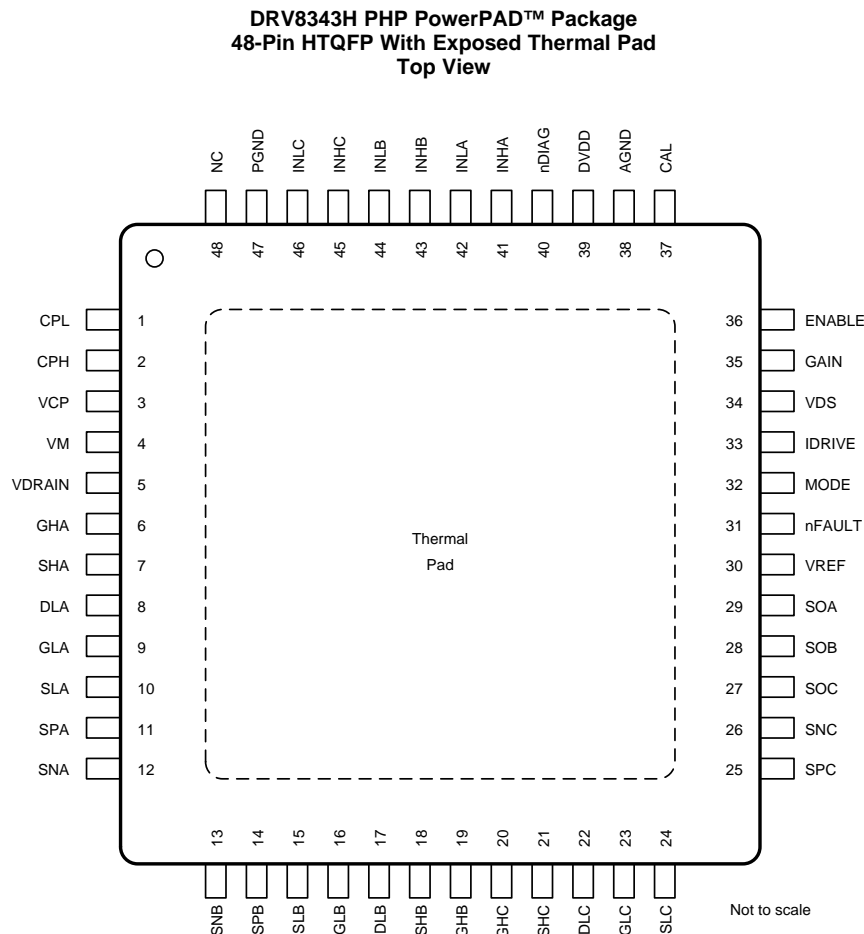 DRV8343H PHP PowerPAD™ Package
48-Pin HTQFP With Exposed Thermal Pad
Top View
NC
PGND
INLC
INHC
INLB
INHB
INLA
INHA
nDIAG
DVDD
AGND
CAL
48
47
46
45
44
43
42
41
40
39
38
37
CPL 1
CPH 2
VCP 3
VM 4
VDRAIN 5
GHA 6
SHA 7
DLA 8
GLA 9
SLA 10
SPA 11
SNA 12
Thermal
Pad
36 ENABLE
35 GAIN
34 VDS
33 IDRIVE
32 MODE
31 nFAULT
30 VREF
29 SOA
28 SOB
27 SOC
26 SNC
25 SPC
13
14
15
16
17
18
19
20
21
22
23
24
SNB
SPB
SLB
GLB
DLB
SHB
GHB
GHC
SHC
DLC
GLC
SLC
Not to scale